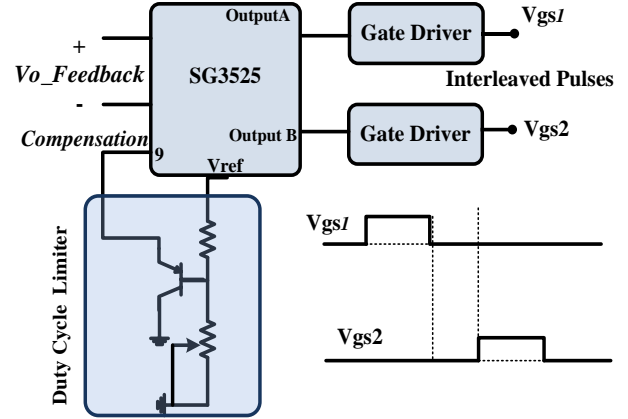 OutputA
Vgs1
Gate Driver
+
Vo_Feedback
-
SG3525
Interleaved Pulses
Compensation
9
Output B
Gate Driver
Vgs2
Vref
Duty Cycle Limiter
Vgs1
Vgs2